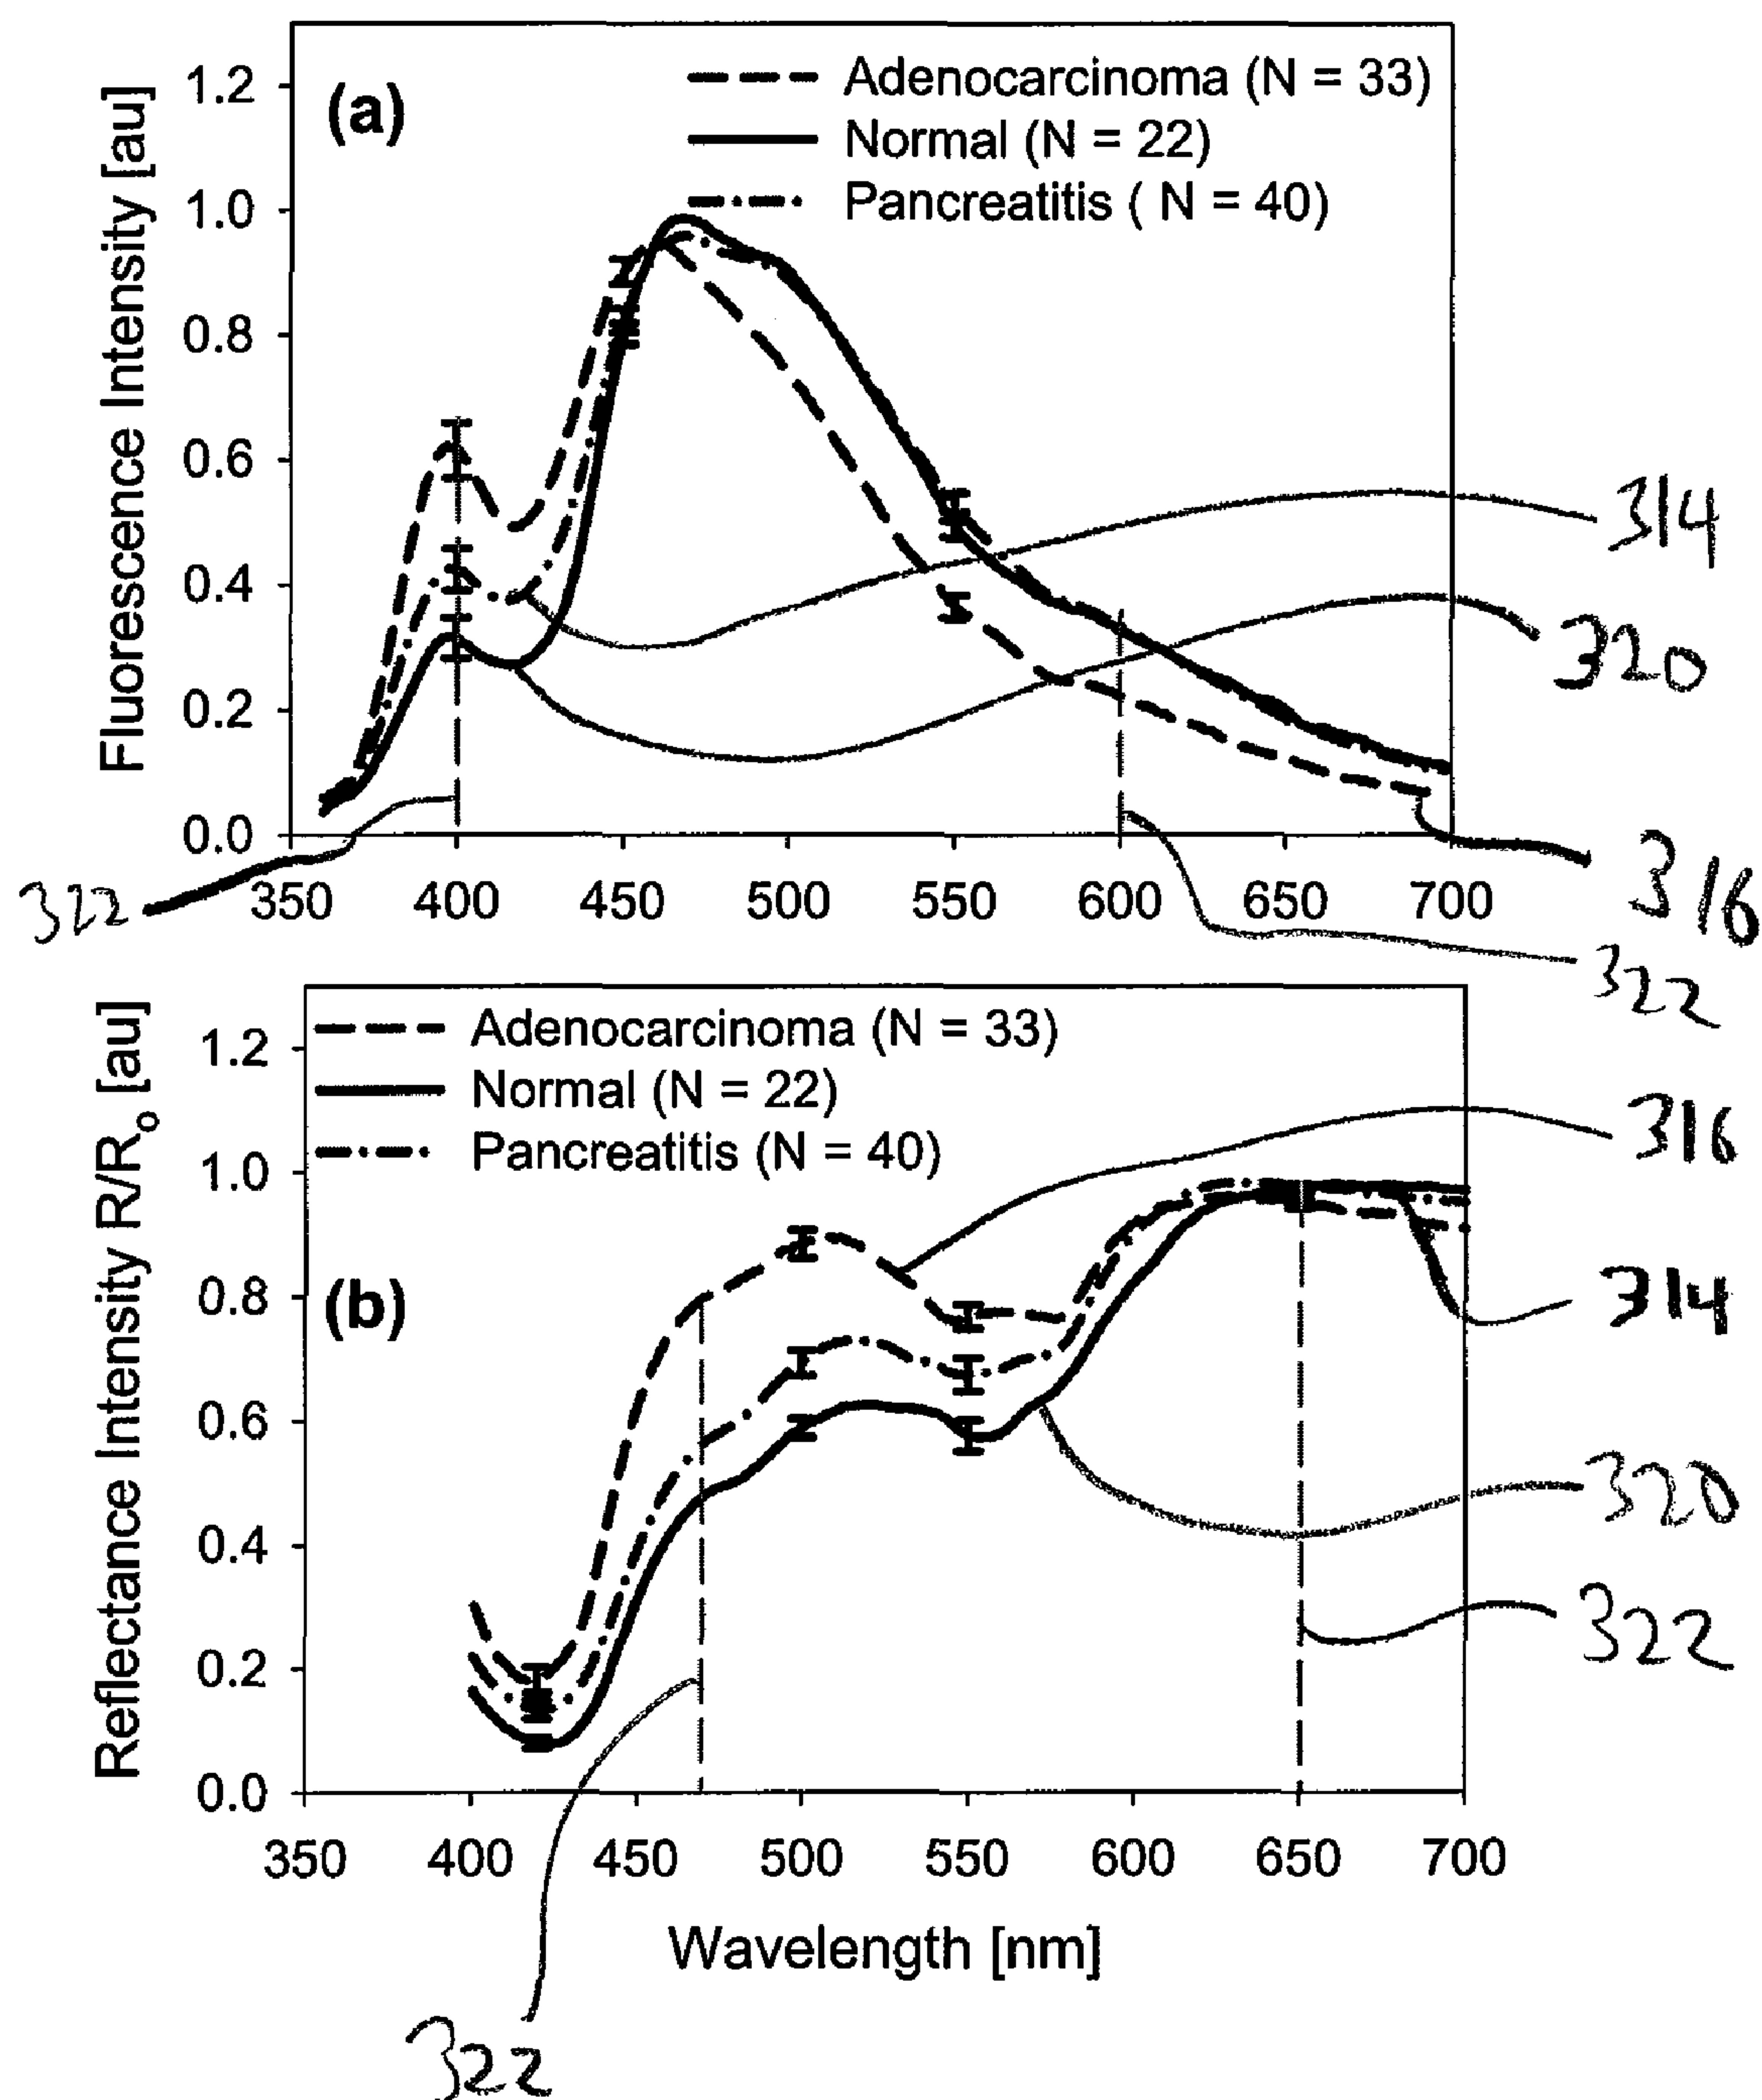 1.2
1.0
0.8
0.6
0.4
0.2
0.0
Fluorescence Intensity [au]
(a)
Adenocarcinoma (N = 33)
Normal (N = 22)
Pancreatitis ( N = 40)
314
320
316
322
322
350 400 450 500 550 600 650 700
1.2
1.0
0.8
0.6
0.4
0.2
0.0
Reflectance Intensity R/Ro [au]
Adenocarcinoma (N = 33)
Normal (N = 22)
Pancreatitis (N = 40)
(b)
316
314
320
322
350 400 450 500 550 600 650 700
Wavelength [nm]
322